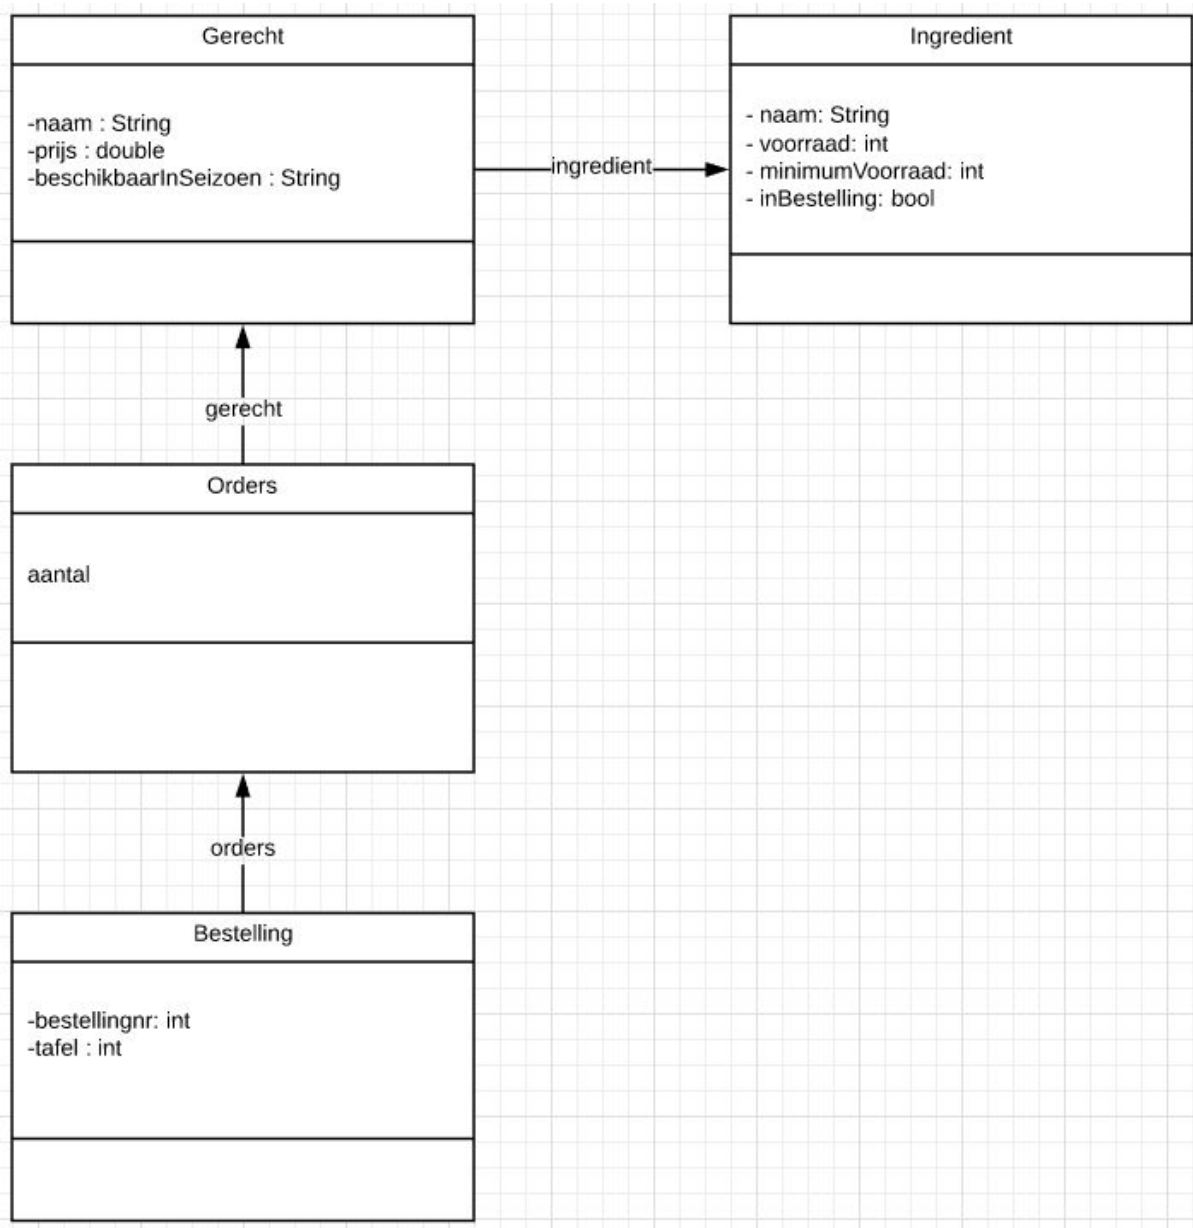 Gerecht
-naam : String
-prijs : double
-beschikbaarInSeizoen : String
ingredient
Ingredient
- naam: String
- voorraad: int
- minimumVoorraad: int
- inBestelling: bool
gerecht
Orders
aantal
orders
Bestelling
-bestellingnr: int
-tafel : int